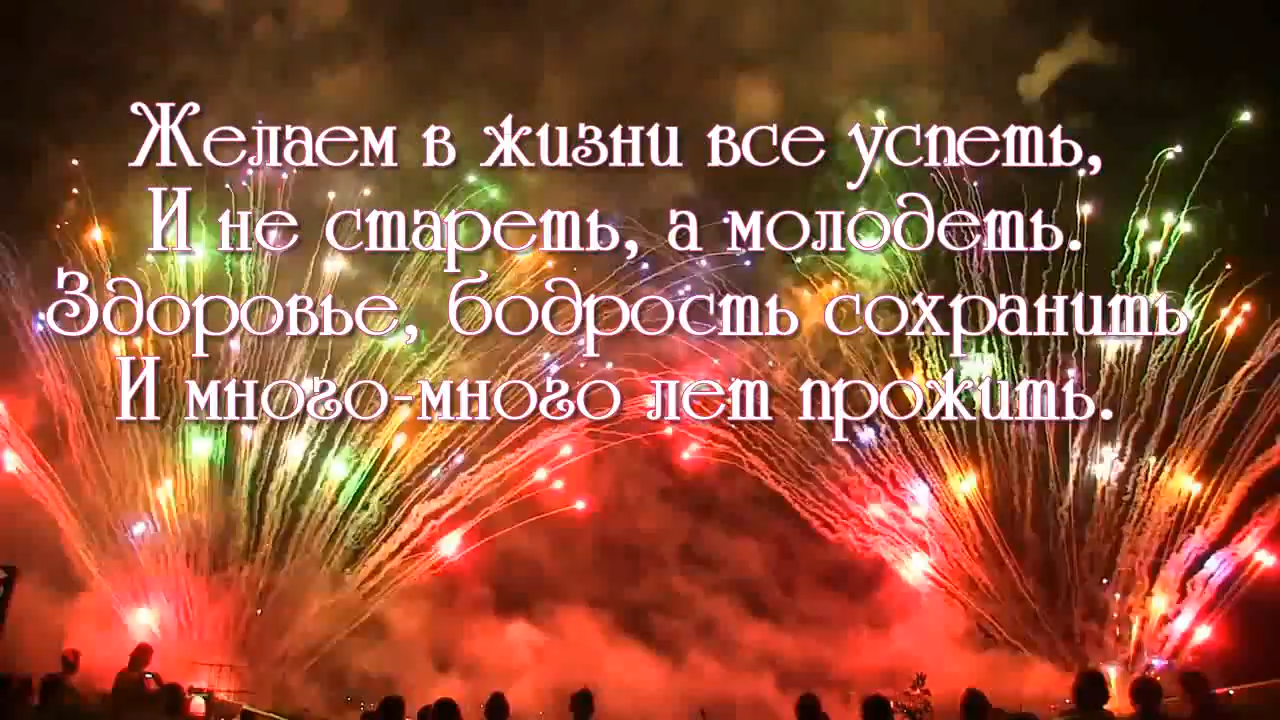 Желаем в жизни все успеть,
И не стареть, а молодеть.
Здоровье, бодрость сохранить
И много-много лет прожить.